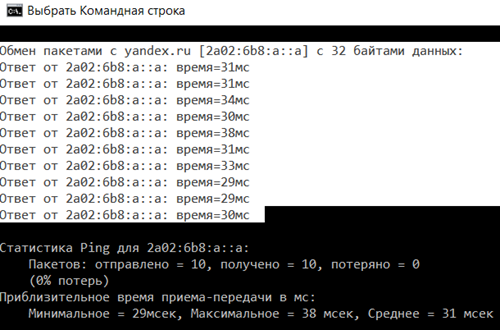 Выбрать Командная строка
Обмен пакетами с yandex.ru [2a02:6b8:a::a] с 32 байтами данных:
Ответ от 2a02:6b8:a::a: время=31мс
Ответ от 2a02:6b8:a::a: время=31мс
Ответ от 2a02:6b8:a::a: время=34мс
Ответ от 2a02:6b8:a::a: время=30мс
Ответ от 2a02:6b8:a::a: время=38мс
Ответ от 2a02:6b8:a::a: время=31мс
Ответ от 2a02:6b8:a::a: время=33мс
Ответ от 2a02:6b8:a::a: время=29мс
Ответ от 2a02:6b8:a::a: время=29мс
Ответ от 2a02:6b8:a::a: время=30мс
Статистика Ping для 2a02:6b8:a::a:
Пакетов: отправлено = 10, получено = 10, потеряно = 0
(0% потерь)
Приблизительное время приема-передачи в мс:
Минимальное = 29мсек, Максимальное = 38 мсек, Среднее = 31 мсек